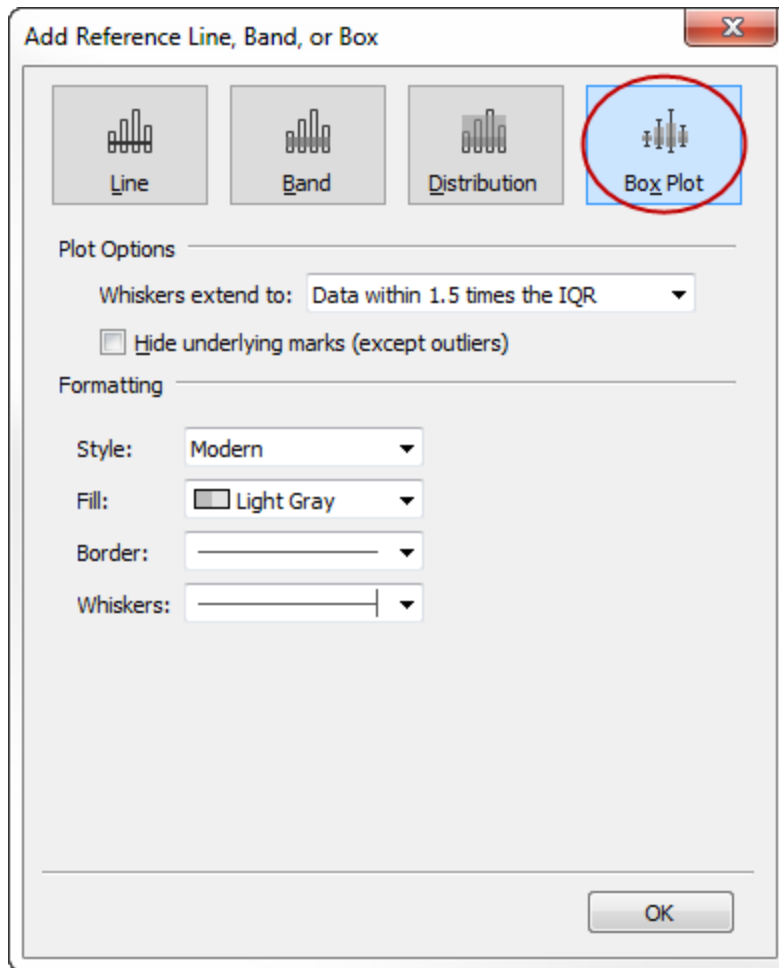 Add Reference Line, Band, or Box
Line Band Distribution Box Plot
Plot Options
Whiskers extend to: Data within 1.5 times the IQR
Hide underlying marks (except outliers)
Formatting
Style: Modern
Fill: Light Gray
Border:
Whiskers:
OK